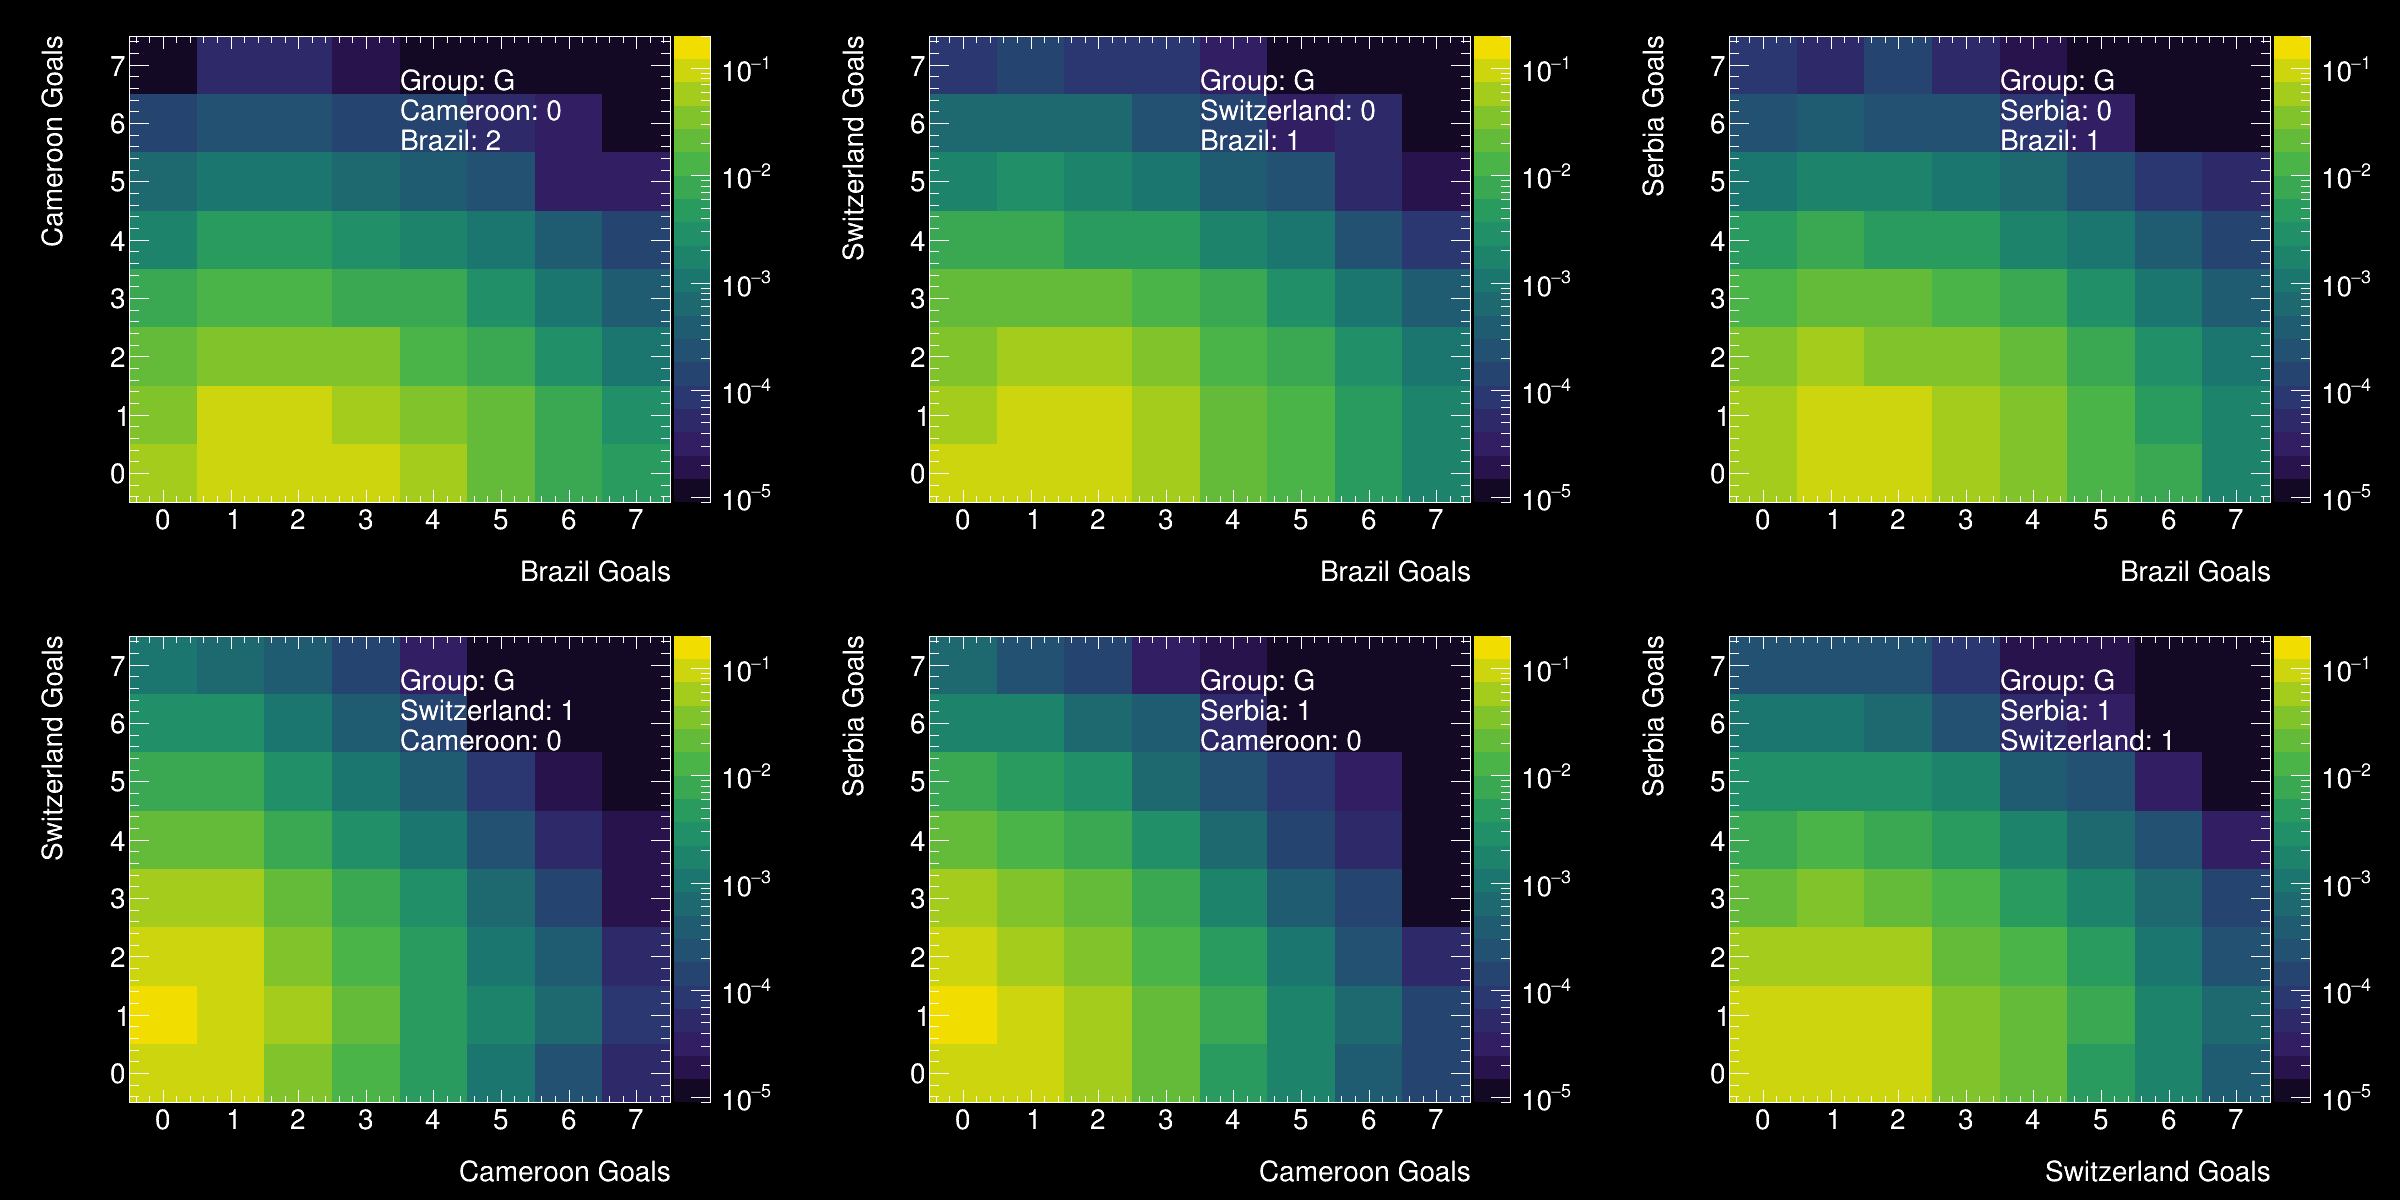 Cameroon Goals
7
6
5
4
3
2
1
0
Group: G
Cameroon: 0
Brazil: 2
10⁻¹
10⁻²
10⁻³
10⁻⁴
10⁻⁵
0 1 2 3 4 5 6 7
Brazil Goals
Switzerland Goals
7
6
5
4
3
2
1
0
Group: G
Switzerland: 0
Brazil: 1
10⁻¹
10⁻²
10⁻³
10⁻⁴
10⁻⁵
0 1 2 3 4 5 6 7
Brazil Goals
Serbia Goals
7
6
5
4
3
2
1
0
Group: G
Serbia: 0
Brazil: 1
10⁻¹
10⁻²
10⁻³
10⁻⁴
10⁻⁵
0 1 2 3 4 5 6 7
Brazil Goals
Switzerland Goals
7
6
5
4
3
2
1
0
Group: G
Switzerland: 1
Cameroon: 0
10⁻¹
10⁻²
10⁻³
10⁻⁴
10⁻⁵
0 1 2 3 4 5 6 7
Cameroon Goals
Serbia Goals
7
6
5
4
3
2
1
0
Group: G
Serbia: 1
Cameroon: 0
10⁻¹
10⁻²
10⁻³
10⁻⁴
10⁻⁵
0 1 2 3 4 5 6 7
Cameroon Goals
Serbia Goals
7
6
5
4
3
2
1
0
Group: G
Serbia: 1
Switzerland: 1
10⁻¹
10⁻²
10⁻³
10⁻⁴
10⁻⁵
0 1 2 3 4 5 6 7
Switzerland Goals